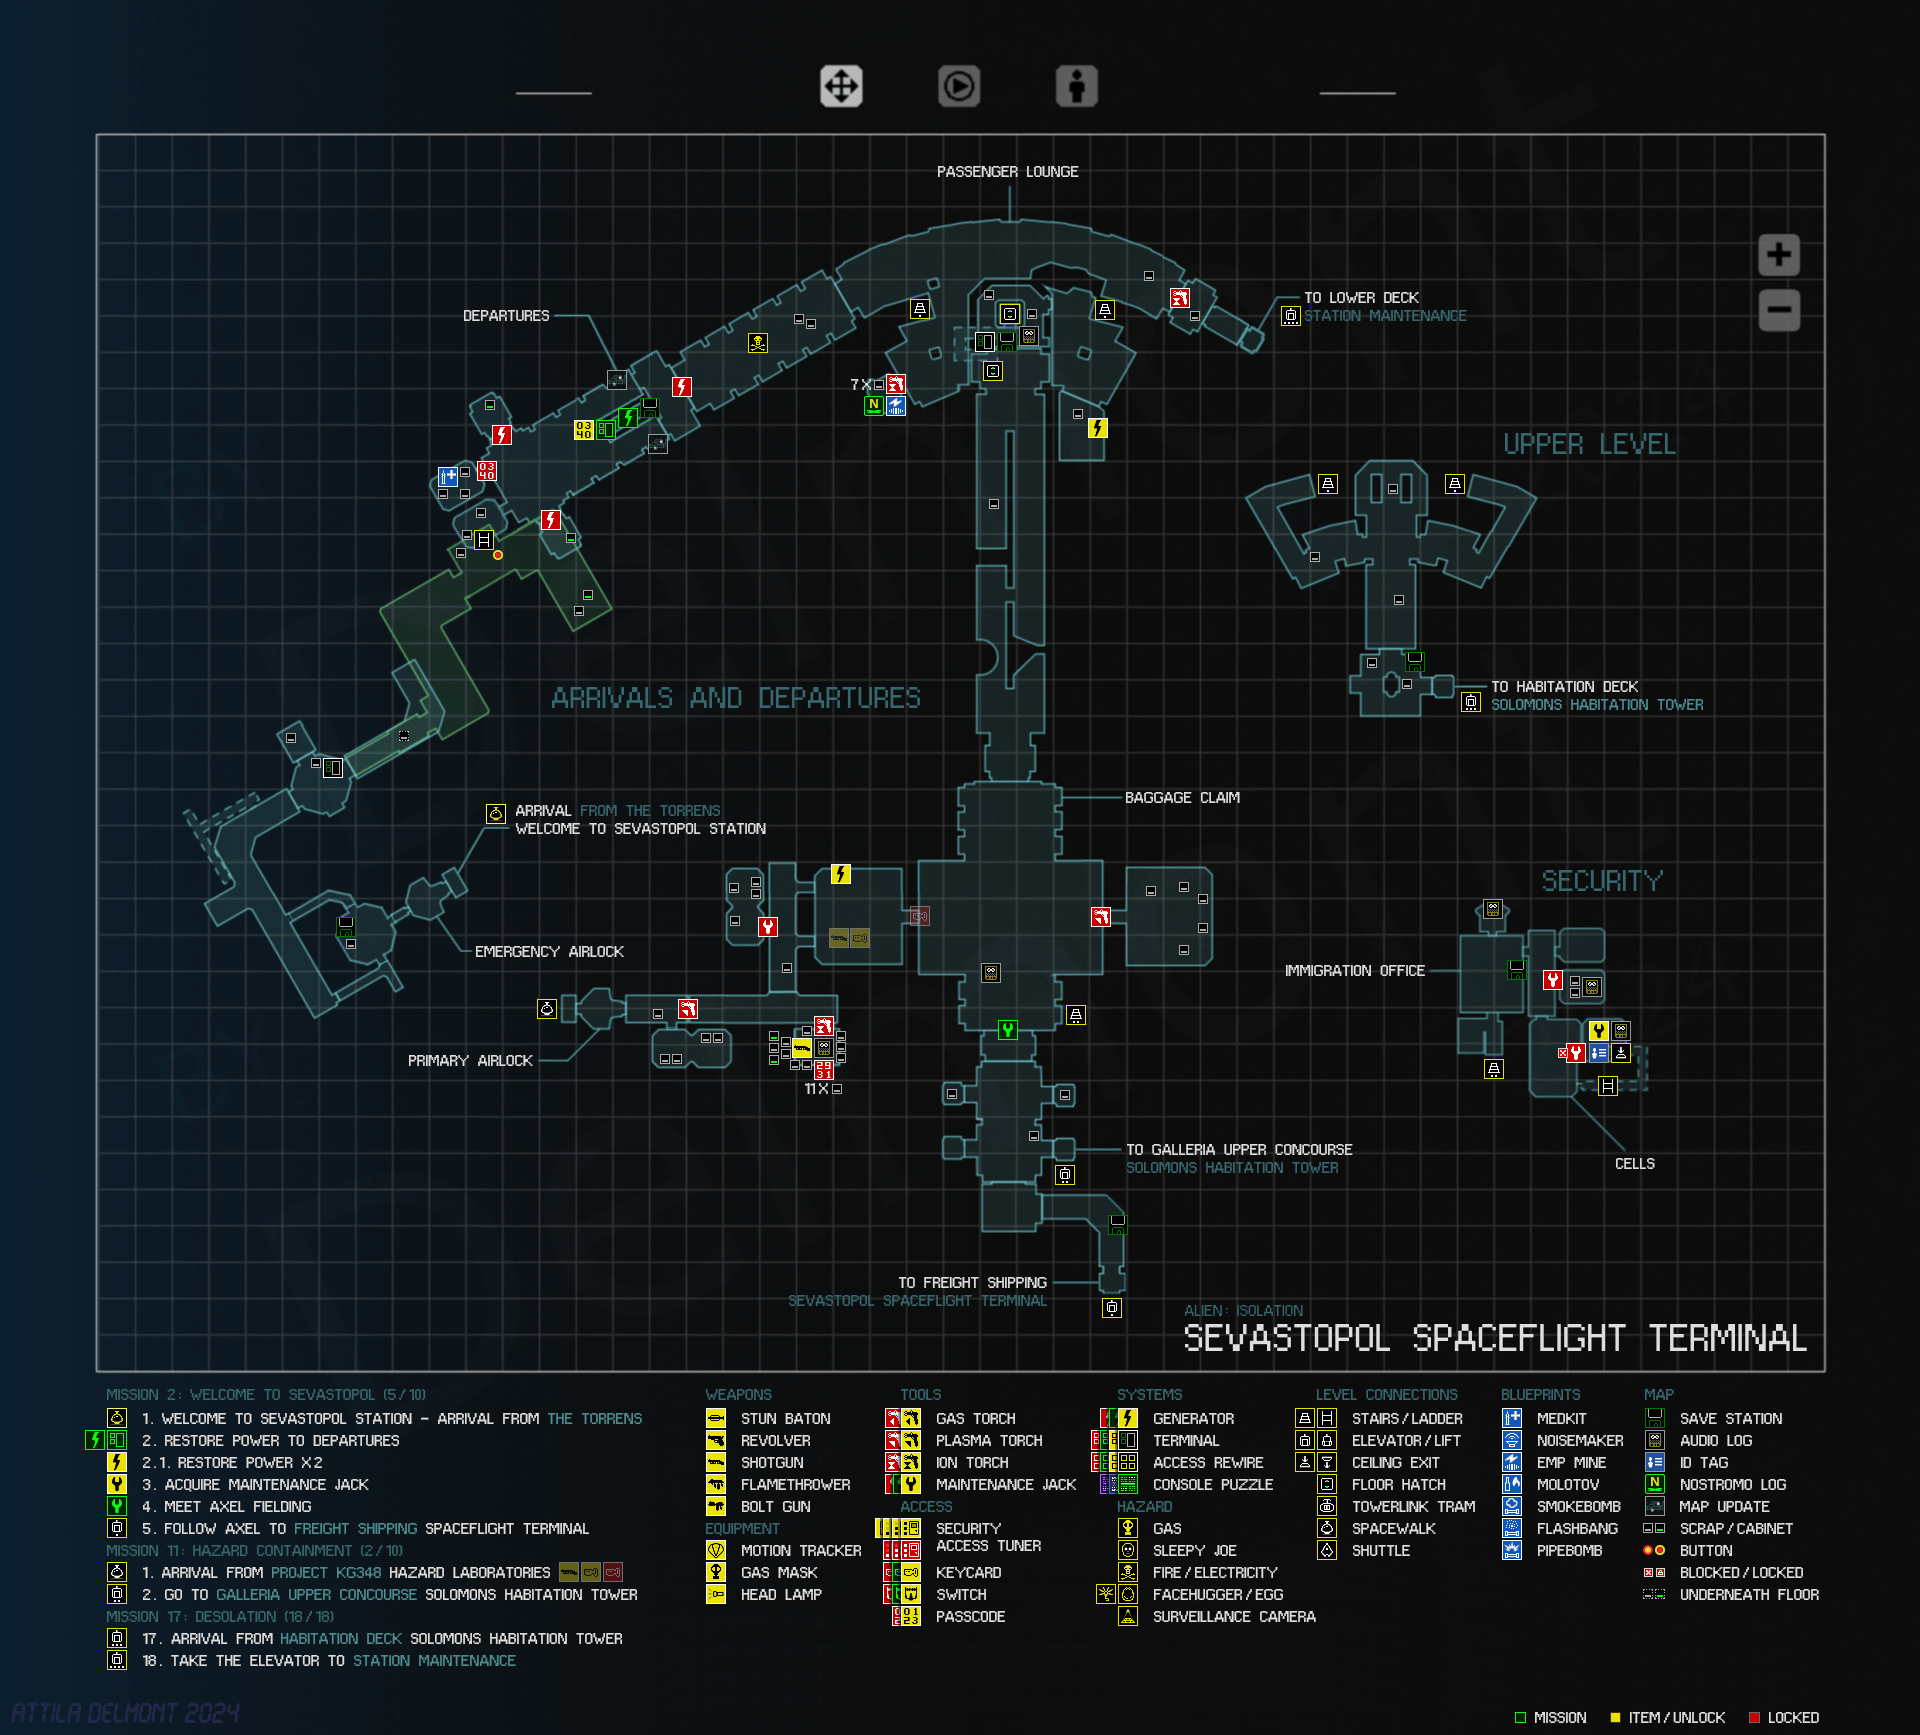 PASSENGER LOUNGE
TO LOWER DECK
STATION MAINTENANCE
DEPARTURES
7X
N
03
40
03
40
UPPER LEVEL
TO HABITATION DECK
SOLOMONS HABITATION TOWER
ARRIVALS AND DEPARTURES
BAGGAGE CLAIM
ARRIVAL FROM THE TORRENS
WELCOME TO SEVASTOPOL STATION
SECURITY
EMERGENCY AIRLOCK
IMMIGRATION OFFICE
PRIMARY AIRLOCK
29
31
11X
TO GALLERIA UPPER CONCOURSE
SOLOMONS HABITATION TOWER
CELLS
TO FREIGHT SHIPPING
SEVASTOPOL SPACEFLIGHT TERMINAL
ALIEN: ISOLATION
SEVASTOPOL SPACEFLIGHT TERMINAL
MISSION 2: WELCOME TO SEVASTOPOL (5/10)
1. WELCOME TO SEVASTOPOL STATION - ARRIVAL FROM THE TORRENS
2. RESTORE POWER TO DEPARTURES
2.1. RESTORE POWER X2
3. ACQUIRE MAINTENANCE JACK
4. MEET AXEL FIELDING
5. FOLLOW AXEL TO FREIGHT SHIPPING SPACEFLIGHT TERMINAL
MISSION 11: HAZARD CONTAINMENT (2/10)
1. ARRIVAL FROM PROJECT KG348 HAZARD LABORATORIES
2. GO TO GALLERIA UPPER CONCOURSE SOLOMONS HABITATION TOWER
MISSION 17: DESOLATION (18/18)
17. ARRIVAL FROM HABITATION DECK SOLOMONS HABITATION TOWER
18. TAKE THE ELEVATOR TO STATION MAINTENANCE
WEAPONS
STUN BATON
REVOLVER
SHOTGUN
FLAMETHROWER
BOLT GUN
EQUIPMENT
MOTION TRACKER
GAS MASK
HEAD LAMP
TOOLS
GAS TORCH
PLASMA TORCH
ION TORCH
MAINTENANCE JACK
ACCESS
SECURITY
ACCESS TUNER
KEYCARD
SWITCH
01
23
PASSCODE
SYSTEMS
GENERATOR
TERMINAL
ACCESS REWIRE
CONSOLE PUZZLE
HAZARD
GAS
SLEEPY JOE
FIRE/ELECTRICITY
FACEHUGGER/EGG
SURVEILLANCE CAMERA
LEVEL CONNECTIONS
STAIRS/LADDER
ELEVATOR/LIFT
CEILING EXIT
FLOOR HATCH
TOWERLINK TRAM
SPACEWALK
SHUTTLE
BLUEPRINTS
MEDKIT
NOISEMAKER
EMP MINE
MOLOTOV
SMOKEBOMB
FLASHBANG
PIPEBOMB
MAP
SAVE STATION
AUDIO LOG
ID TAG
N
NOSTROMO LOG
MAP UPDATE
SCRAP/CABINET
BUTTON
BLOCKED/LOCKED
UNDERNEATH FLOOR
ATTILA DELMONT 2024
MISSION
ITEM/UNLOCK
LOCKED